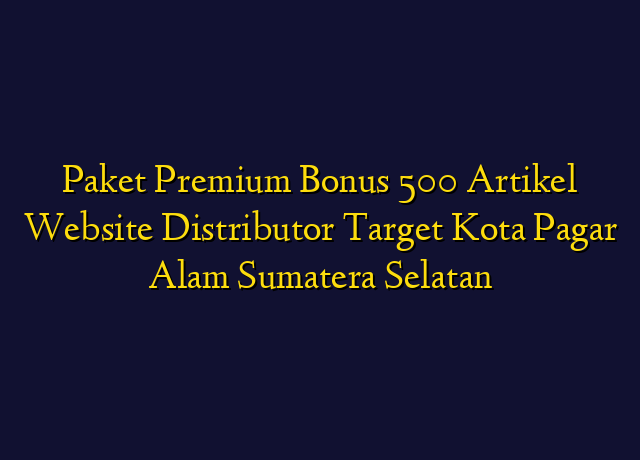 Paket Premium Bonus 500 Artikel
Website Distributor Target Kota Pagar
Alam Sumatera Selatan